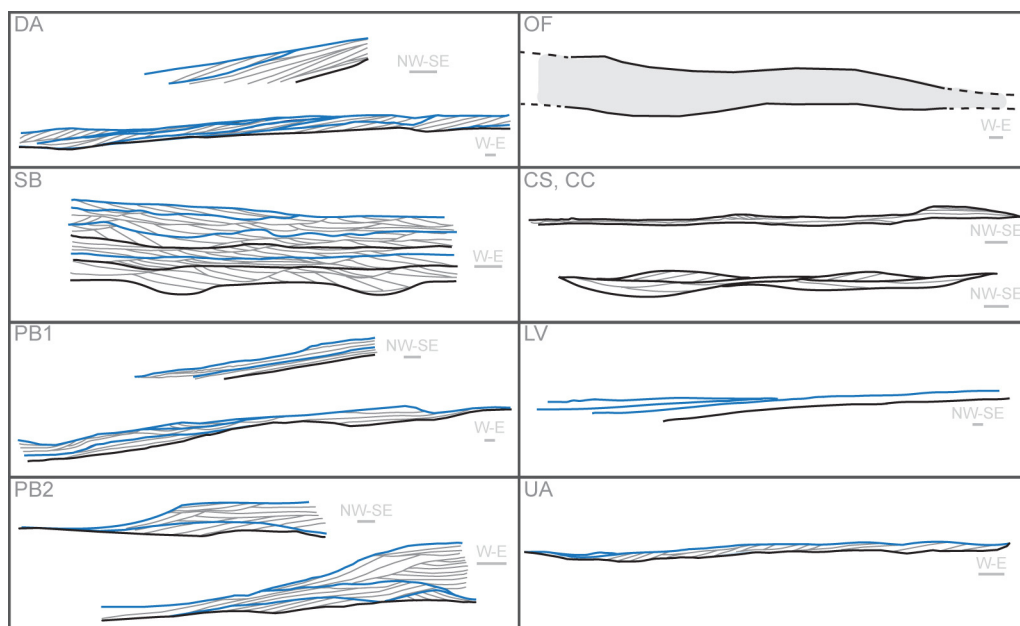 DA
NW-SE
W-E
OF
W-E
SB
W-E
CS, CC
NW-SE
NW-SE
PB1
NW-SE
W-E
LV
NW-SE
PB2
NW-SE
W-E
UA
W-E